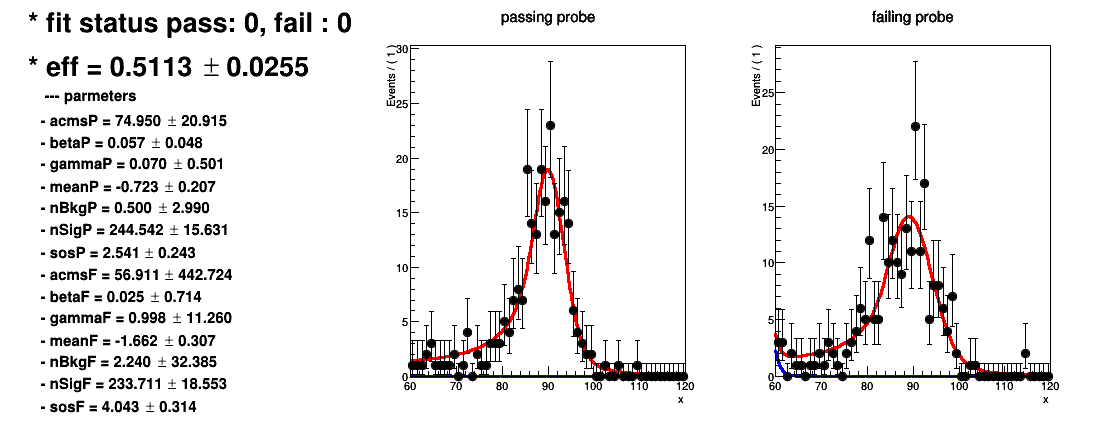 * fit status pass: 0, fail : 0
* eff = 0.5113 ± 0.0255
--- parmeters
- acmsP = 74.950 ± 20.915
- betaP = 0.057 ± 0.048
- gammaP = 0.070 ± 0.501
- meanP = -0.723 ± 0.207
- nBkgP = 0.500 ± 2.990
- nSigP = 244.542 ± 15.631
- sosP = 2.541 ± 0.243
- acmsF = 56.911 ± 442.724
- betaF = 0.025 ± 0.714
- gammaF = 0.998 ± 11.260
- meanF = -1.662 ± 0.307
- nBkgF = 2.240 ± 32.385
- nSigF = 233.711 ± 18.553
- sosF = 4.043 ± 0.314
passing probe
Events / ( 1 )
30
25
20
15
10
5
0
60 70 80 90 100 110 120
x
failing probe
Events / ( 1 )
25
20
15
10
5
0
60 70 80 90 100 110 120
x